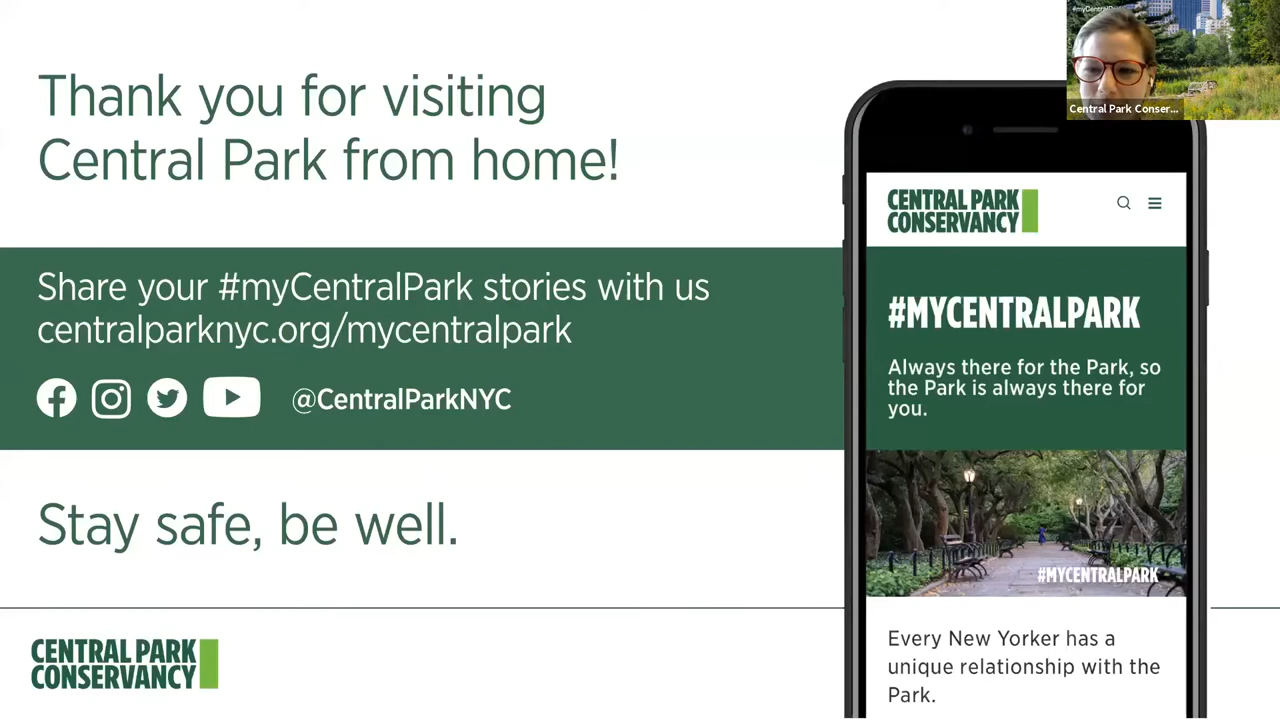 Thank you for visiting
Central Park from home!
Share your #myCentralPark stories with us
centralparknyc.org/mycentralpark
@CentralParkNYC
Stay safe, be well.
CENTRAL PARK
CONSERVANCY
Central Park Conser...
CENTRAL PARK
CONSERVANCY
#MYCENTRALPARK
Always there for the Park, so
the Park is always there for
you.
#MYCENTRALPARK
Every New Yorker has a
unique relationship with the
Park.